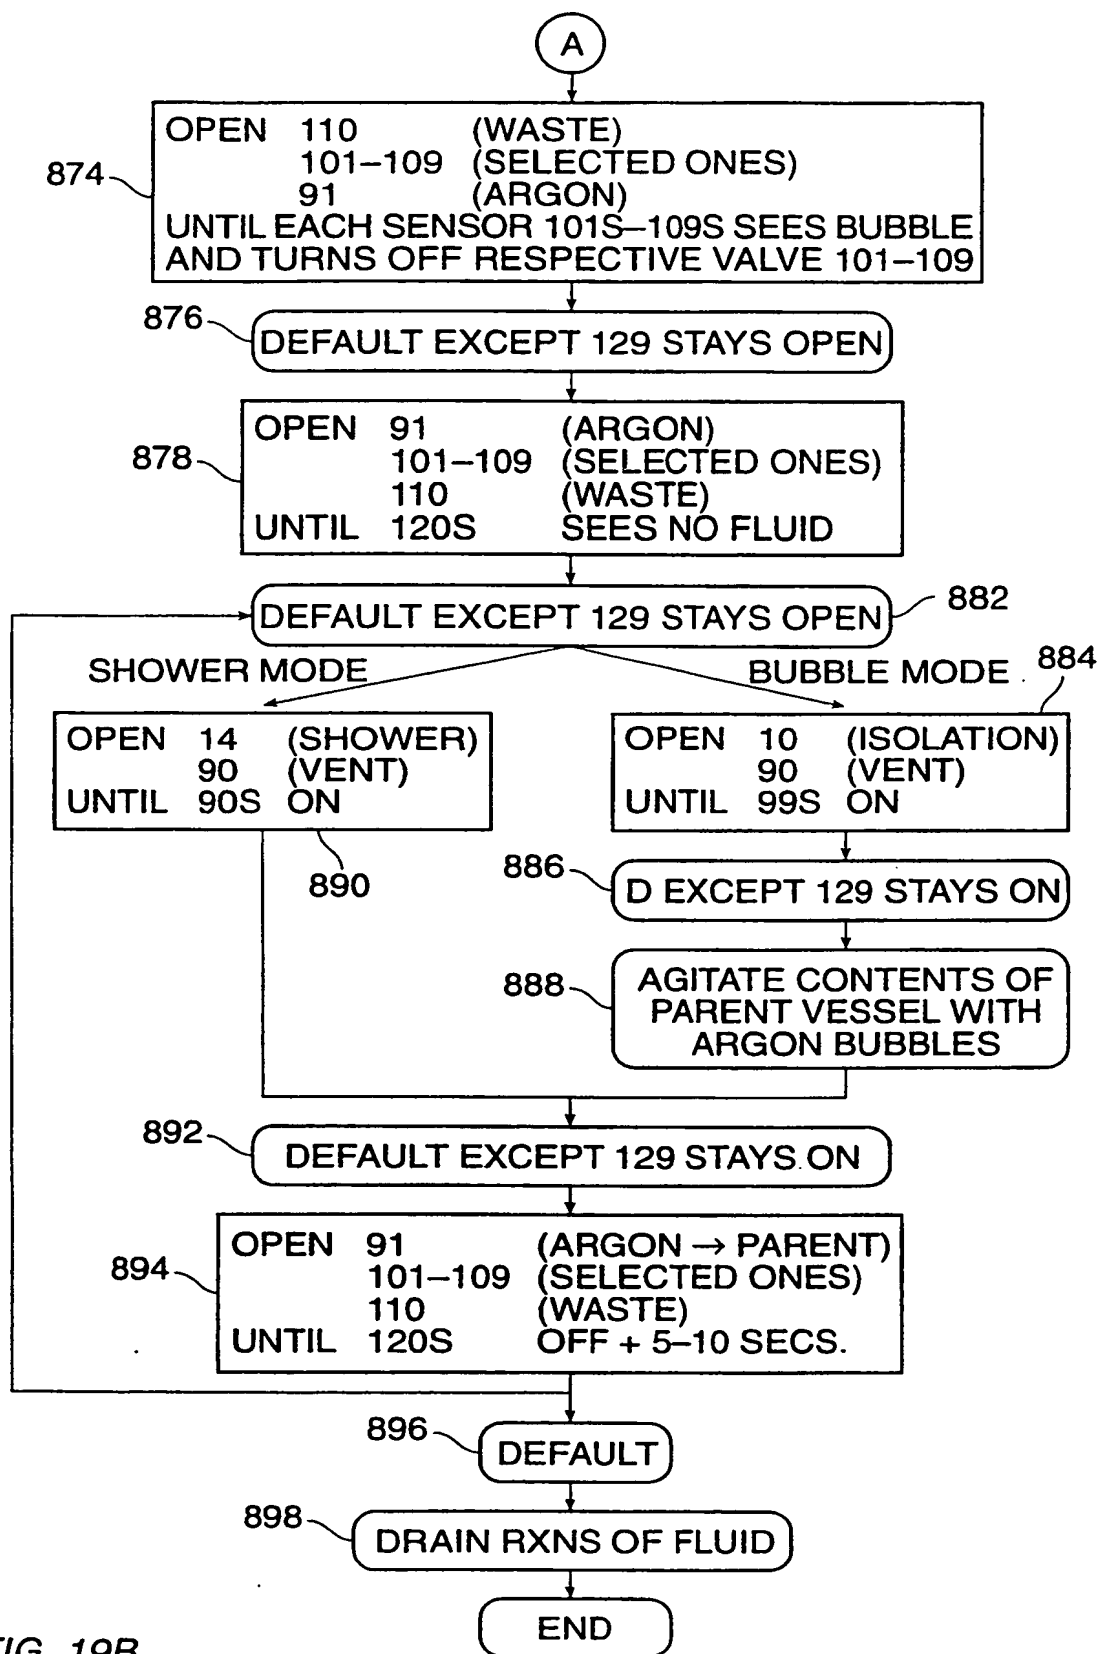 A
OPEN 110 (WASTE)
101–109 (SELECTED ONES)
91 (ARGON)
UNTIL EACH SENSOR 101S–109S SEES BUBBLE
AND TURNS OFF RESPECTIVE VALVE 101–109
874
876
DEFAULT EXCEPT 129 STAYS OPEN
OPEN 91 (ARGON)
878
101–109 (SELECTED ONES)
110 (WASTE)
UNTIL 120S SEES NO FLUID
882
DEFAULT EXCEPT 129 STAYS OPEN
SHOWER MODE
BUBBLE MODE
884
OPEN 14 (SHOWER)
90 (VENT)
UNTIL 90S ON
890
OPEN 10 (ISOLATION)
90 (VENT)
UNTIL 99S ON
886
D EXCEPT 129 STAYS ON
888
AGITATE CONTENTS OF
PARENT VESSEL WITH
ARGON BUBBLES
892
DEFAULT EXCEPT 129 STAYS ON
894
OPEN 91 (ARGON → PARENT)
101–109 (SELECTED ONES)
110 (WASTE)
UNTIL 120S OFF + 5–10 SECS.
896
DEFAULT
898
DRAIN RXNS OF FLUID
END
FIG. 19B